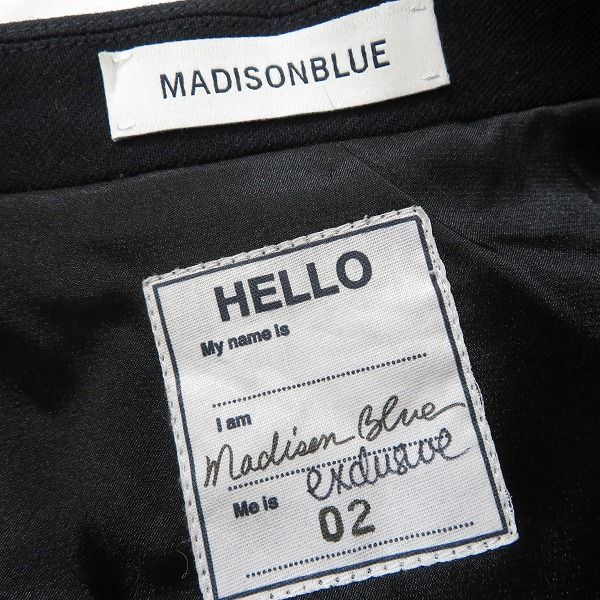 MADISONBLUE
HELLO
My name is
I am
Madison Blue
exclusive
Me is
02